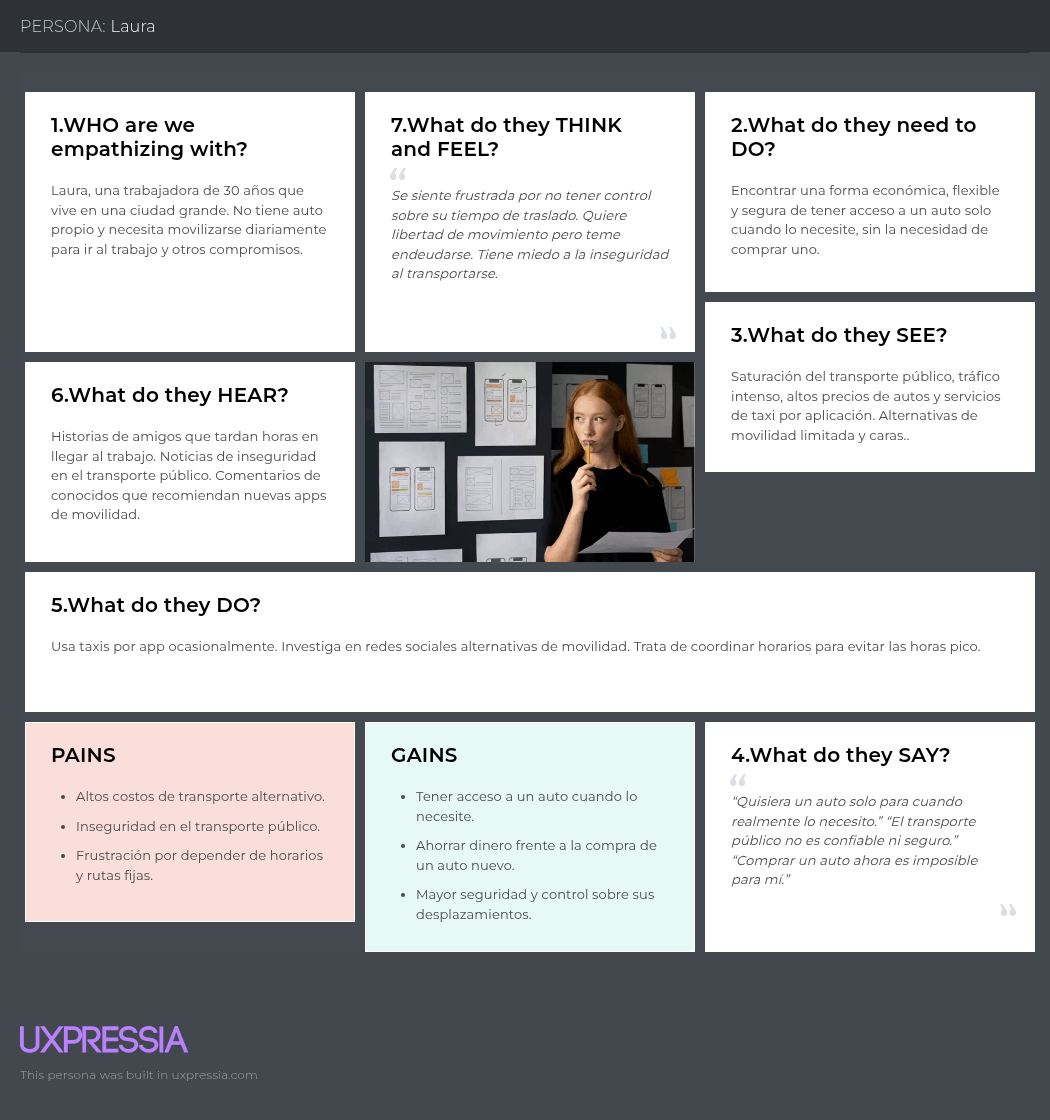 PERSONA: Laura
1.WHO are we
empathizing with?
Laura, una trabajadora de 30 años que
vive en una ciudad grande. No tiene auto
propio y necesita movilizarse diariamente
para ir al trabajo y otros compromisos.
7.What do they THINK
and FEEL?
“
Se siente frustrada por no tener control
sobre su tiempo de traslado. Quiere
libertad de movimiento pero teme
endeudarse. Tiene miedo a la inseguridad
al transportarse.
”
2.What do they need to
DO?
Encontrar una forma económica, flexible
y segura de tener acceso a un auto solo
cuando lo necesite, sin la necesidad de
comprar uno.
3.What do they SEE?
Saturación del transporte público, tráfico
intenso, altos precios de autos y servicios
de taxi por aplicación. Alternativas de
movilidad limitada y caras..
6.What do they HEAR?
Historias de amigos que tardan horas en
llegar al trabajo. Noticias de inseguridad
en el transporte público. Comentarios de
conocidos que recomiendan nuevas apps
de movilidad.
5.What do they DO?
Usa taxis por app ocasionalmente. Investiga en redes sociales alternativas de movilidad. Trata de coordinar horarios para evitar las horas pico.
PAINS
• Altos costos de transporte alternativo.
• Inseguridad en el transporte público.
• Frustración por depender de horarios
y rutas fijas.
GAINS
• Tener acceso a un auto cuando lo
necesite.
• Ahorrar dinero frente a la compra de
un auto nuevo.
• Mayor seguridad y control sobre sus
desplazamientos.
4.What do they SAY?
“
“Quisiera un auto solo para cuando
realmente lo necesito.” “El transporte
público no es confiable ni seguro.”
“Comprar un auto ahora es imposible
para mí.”
”
UXPRESSIA
This persona was built in uxpressia.com